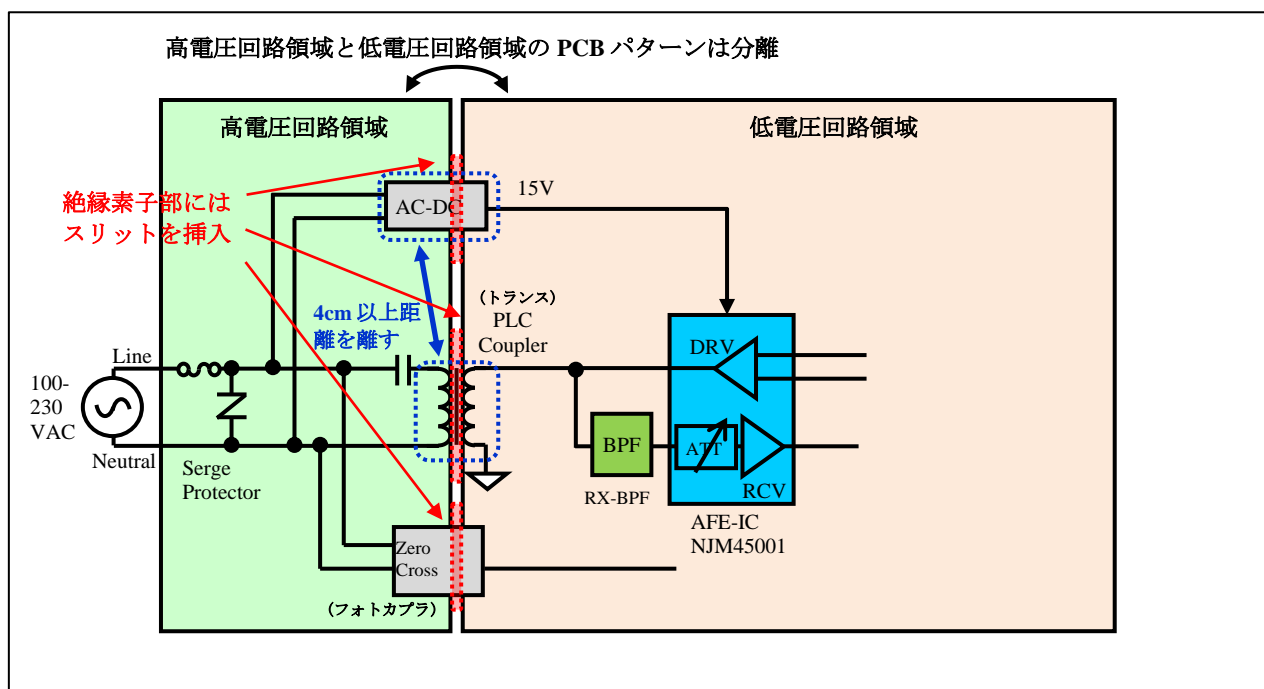 高電圧回路領域と低電圧回路領域の PCB パターンは分離
高電圧回路領域
低電圧回路領域
絶縁素子部には
スリットを挿入
AC-DC
15V
4cm 以上距
離を離す
(トランス)
PLC
Coupler
DRV
Line
100-
230
VAC
Neutral
Serge
Protector
BPF
RX-BPF
ATT
RCV
AFE-IC
NJM45001
Zero
Cross
(フォトカプラ)